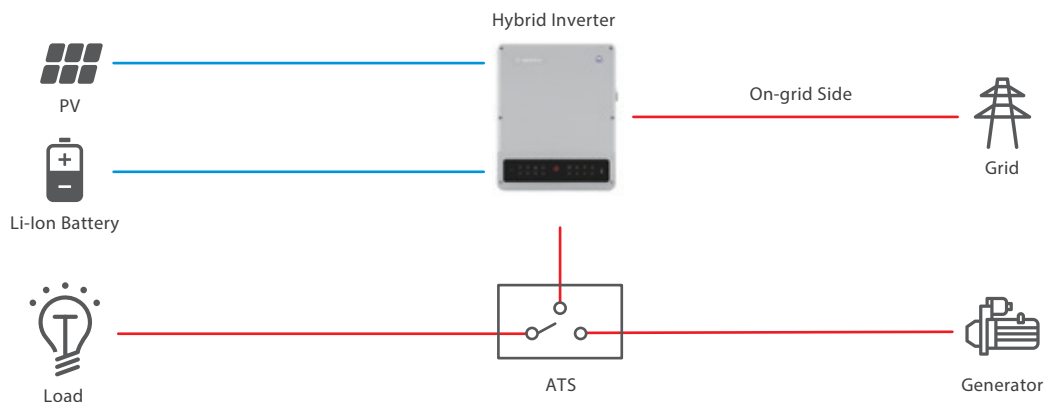 Hybrid Inverter
PV
On-grid Side
Grid
Li-Ion Battery
Load
ATS
Generator